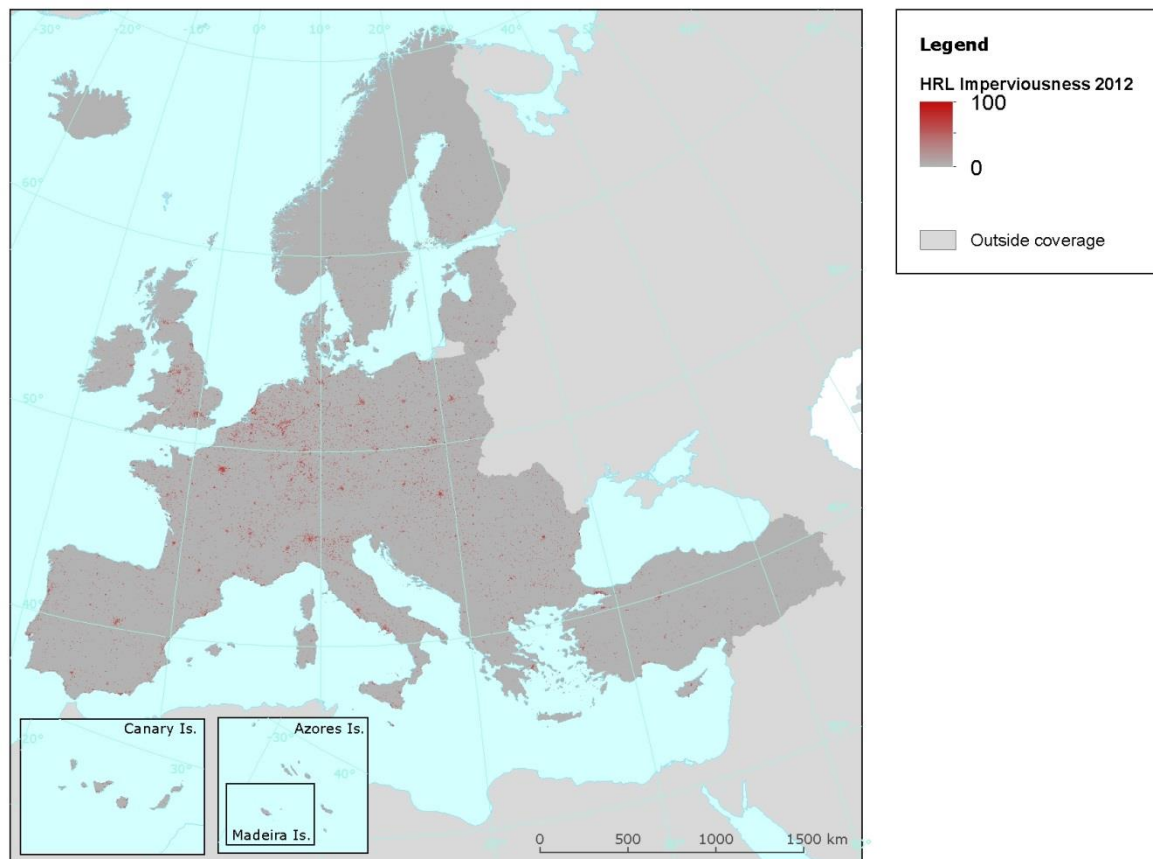 -30° -20° -10° 0° 10° 20° 30°
60°
50°
40°
Legend
HRL Imperviousness 2012
100
0
Outside coverage
Canary Is.
-20°
30°
Azores Is.
-30°
40°
Madeira Is.
0 500 1000 1500 km